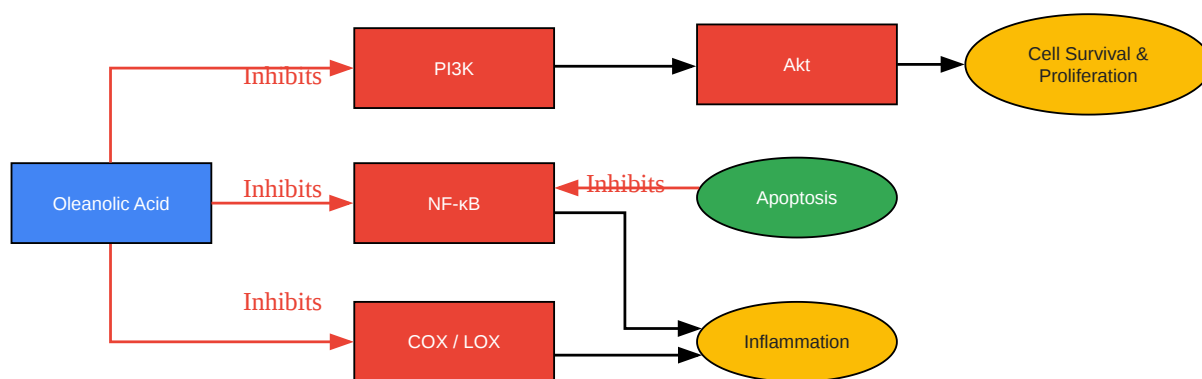 Inhibits
PI3K
Akt
Cell Survival &
Proliferation
Oleanolic Acid
Inhibits
NF-κB
Inhibits
Apoptosis
Inhibits
COX / LOX
Inflammation